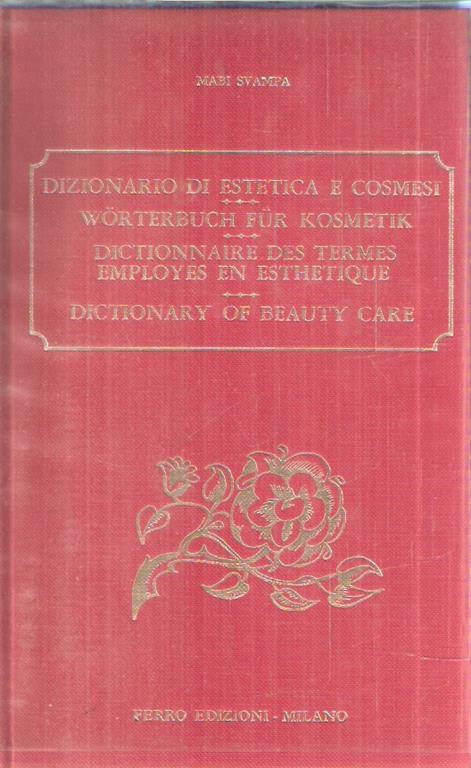 MABI SVAMPA
DIZIONARIO DI ESTETICA E COSMESI
WÖRTERBUCH FÜR KOSMETIK
DICTIONNAIRE DES TERMES
EMPLOYES EN ESTHETIQUE
DICTIONARY OF BEAUTY CARE
FERRO EDIZIONI - MILANO